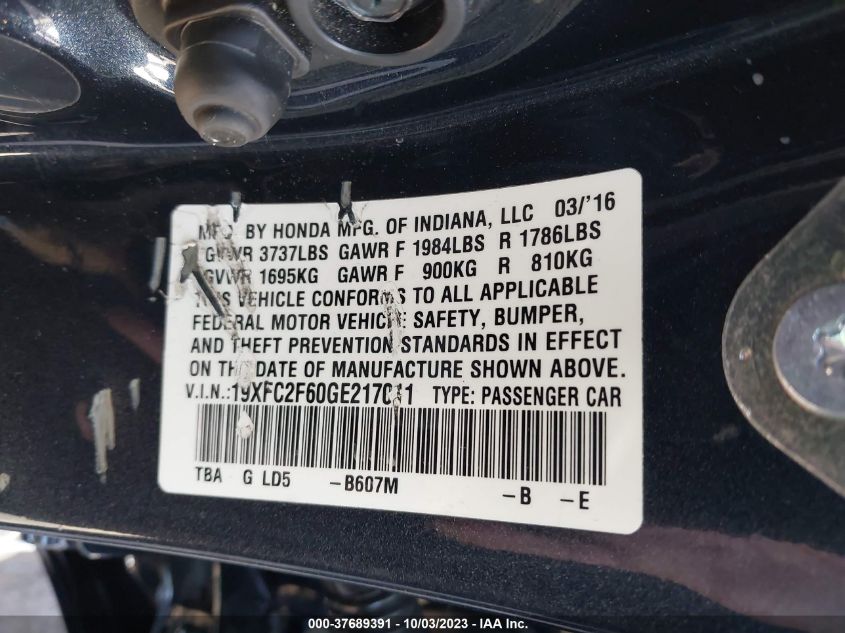 MFG. BY HONDA MFG. OF INDIANA, LLC 03/'16
GVWR 3737LBS GAWR F 1984LBS R 1786LBS
GVWR 1695KG GAWR F 900KG R 810KG
THIS VEHICLE CONFORMS TO ALL APPLICABLE
FEDERAL MOTOR VEHICLE SAFETY, BUMPER,
AND THEFT PREVENTION STANDARDS IN EFFECT
ON THE DATE OF MANUFACTURE SHOWN ABOVE.
V.I.N.: TYPE: PASSENGER CAR
TBA G LD5 -B607M -B -E
000-37689391 - 10/03/2023 - IAA Inc.